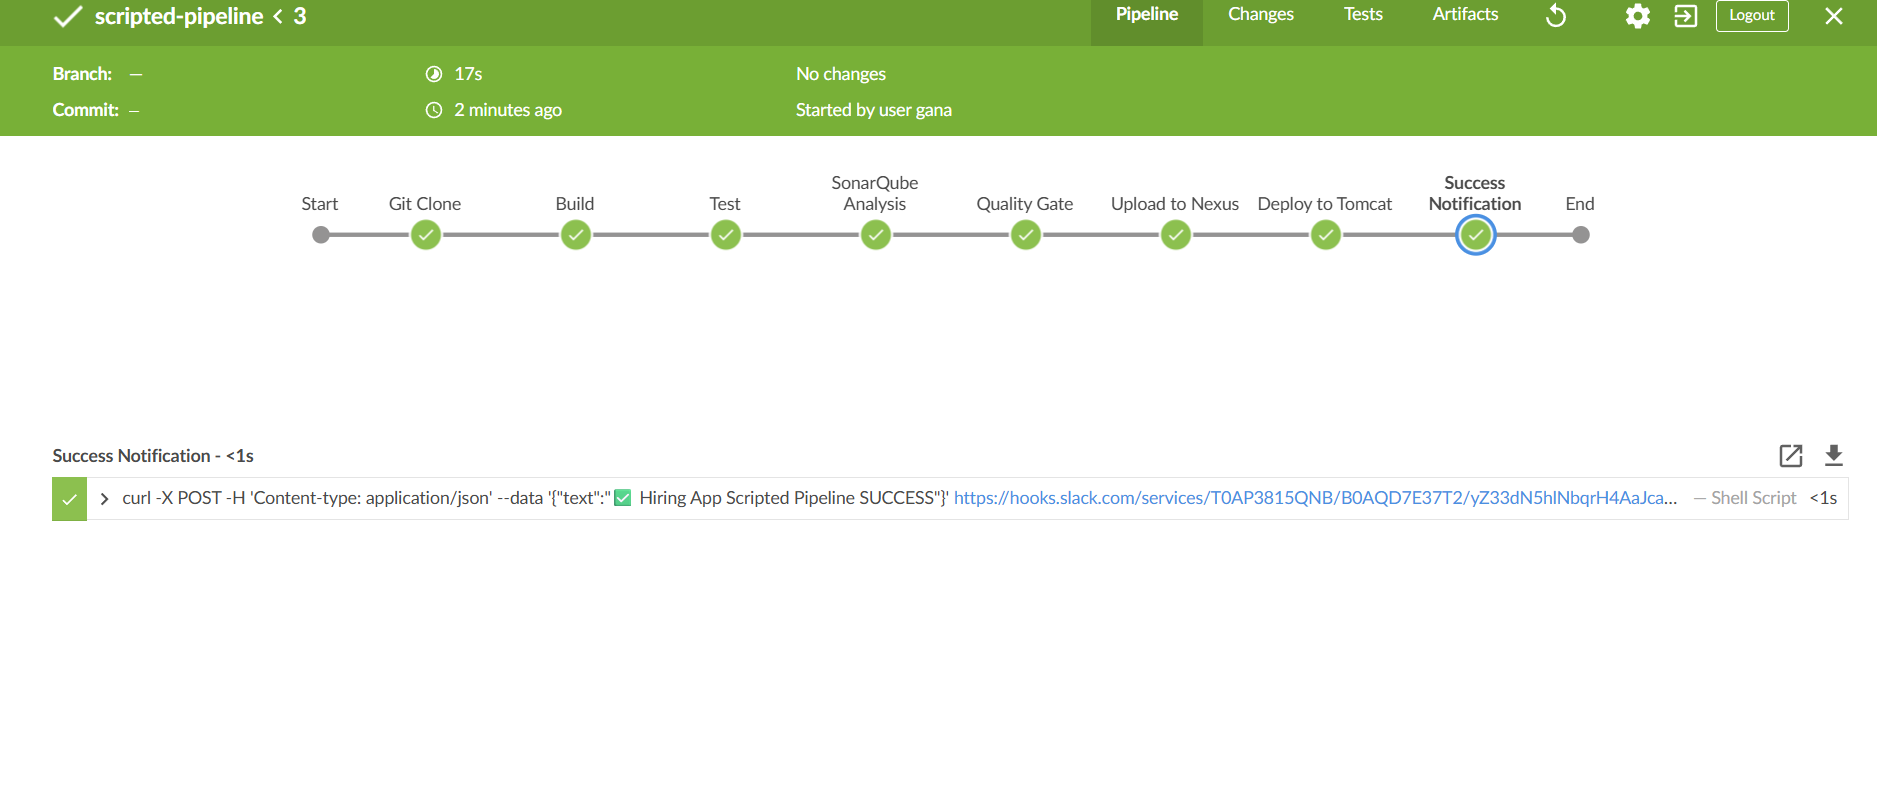 scripted-pipeline < 3
Pipeline
Changes
Tests
Artifacts
Logout
Branch: —
17s
No changes
Commit: —
2 minutes ago
Started by user gana
Start
Git Clone
Build
Test
SonarQube
Analysis
Quality Gate
Upload to Nexus
Deploy to Tomcat
Success
Notification
End
Success Notification - <1s
curl -X POST -H 'Content-type: application/json' --data '{"text":"✅ Hiring App Scripted Pipeline SUCCESS"}' https://hooks.slack.com/services/T0AP3815QNB/B0AQD7E37T2/yZ33dN5hlNbqrH4AaJca... — Shell Script <1s